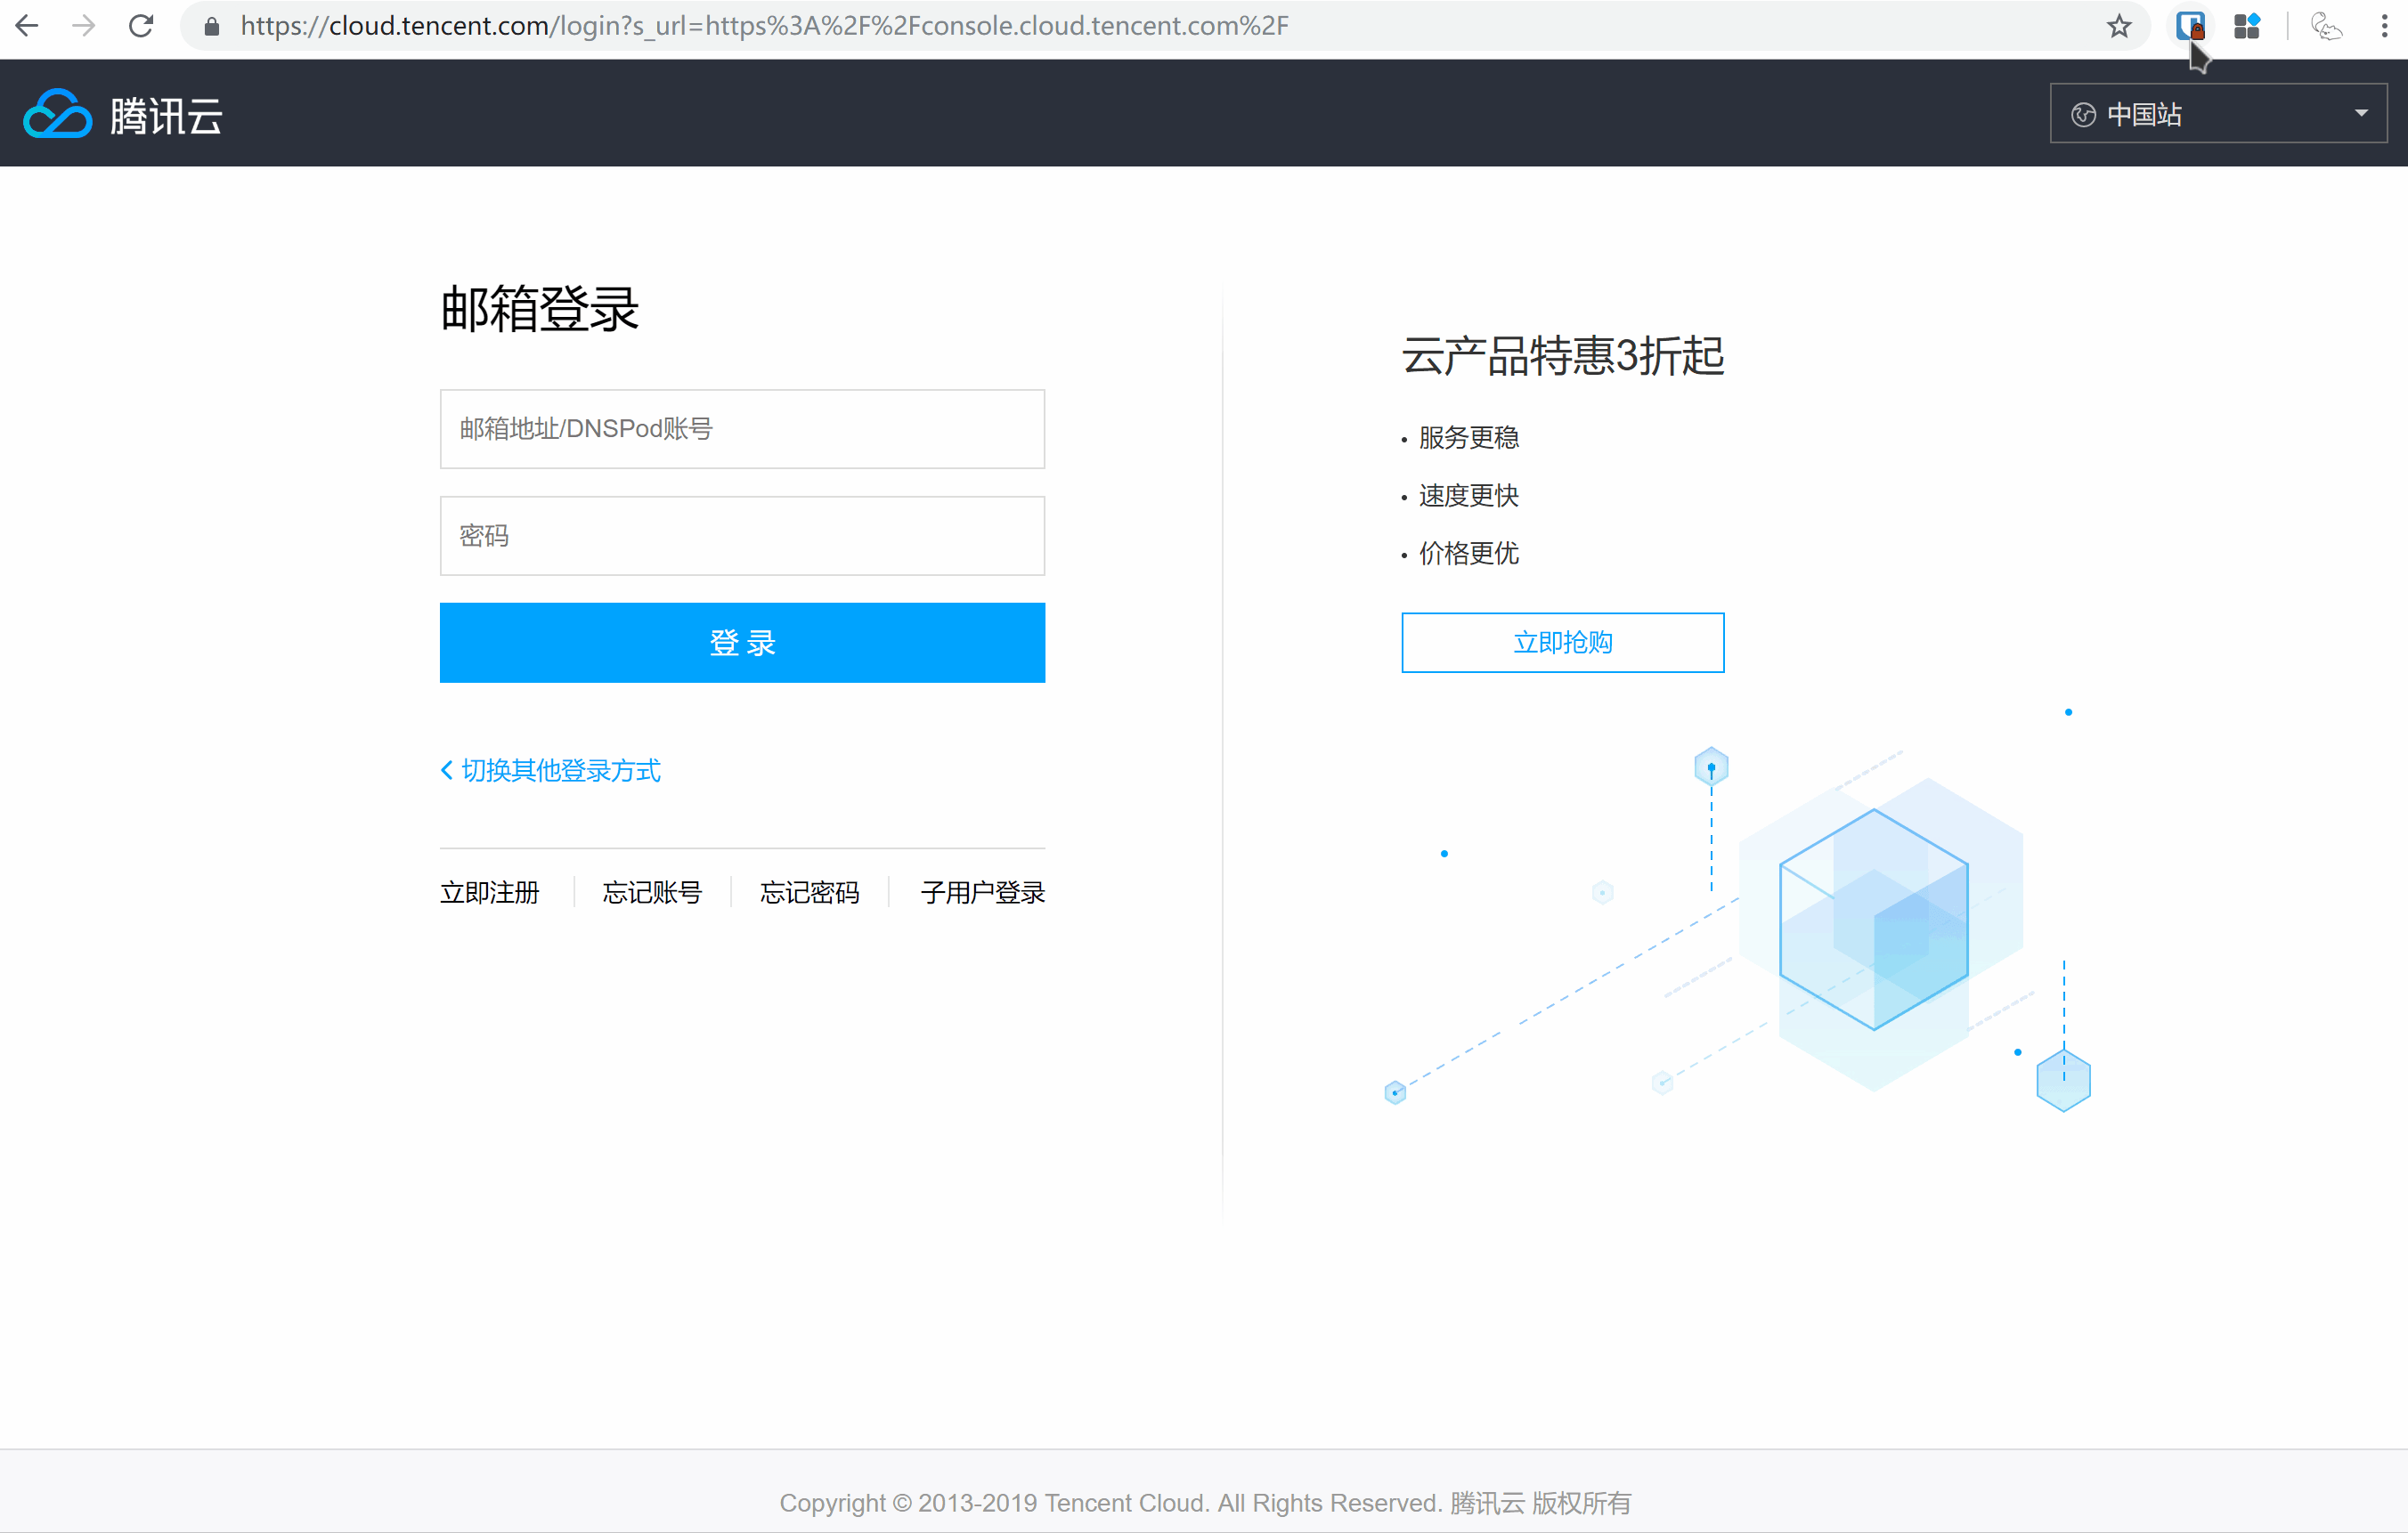 https://cloud.tencent.com/login?s_url=https%3A%2F%2Fconsole.cloud.tencent.com%2F
腾讯云
中国站
邮箱登录
邮箱地址/DNSPod账号
密码
登 录
切换其他登录方式
立即注册 忘记账号 忘记密码 子用户登录
云产品特惠3折起
• 服务更稳
• 速度更快
• 价格更优
立即抢购
Copyright © 2013-2019 Tencent Cloud. All Rights Reserved. 腾讯云 版权所有